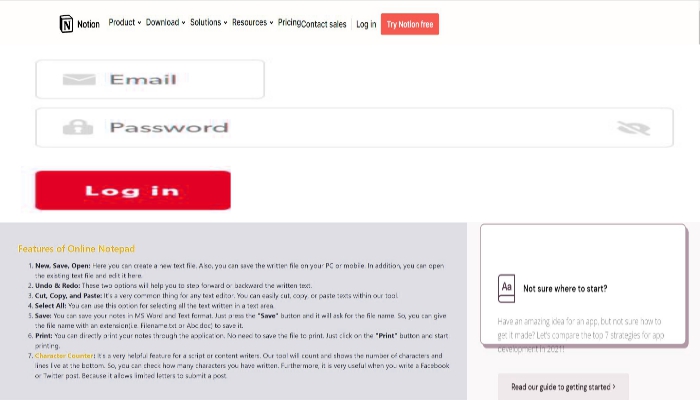 Notion
Product
Download
Solutions
Resources
Pricing
Contact sales
Log in
Try Notion free
Email
Password
Log in
Features of Online Notepad
1. New, Save, Open: Here you can create a new text file. Also, you can save the written file on your PC or mobile. In addition, you can open
the existing text file and edit it here.
2. Undo & Redo: These two options will help you to step forward or backward the written text.
3. Cut, Copy, and Paste: It's a very common thing for any text editor. You can easily cut, copy, or paste texts within our tool.
4. Select All: You can use this option for selecting all the text written in a text area.
5. Save: You can save your notes in MS Word and Text format. Just press the "Save" button and it will ask for the file name. So, you can give
the file name with an extension(i.e. Filename.txt or Abc.doc) to save it.
6. Print: You can directly print your notes through the application. No need to save the file to print. Just click on the "Print" button and start
printing.
7. Character Counter: It's a very helpful feature for a script or content writers. Our tool will count and shows the number of characters and
lines live at the bottom. So, you can check how many characters you have written. Furthermore, it is very useful when you write a Facebook
or Twitter post. Because it allows limited letters to submit a post.
Aa
Not sure where to start?
Have an amazing idea for an app, but not sure how to
get it made? Let's compare the top 7 strategies for app
development in 2021!
Read our guide to getting started >